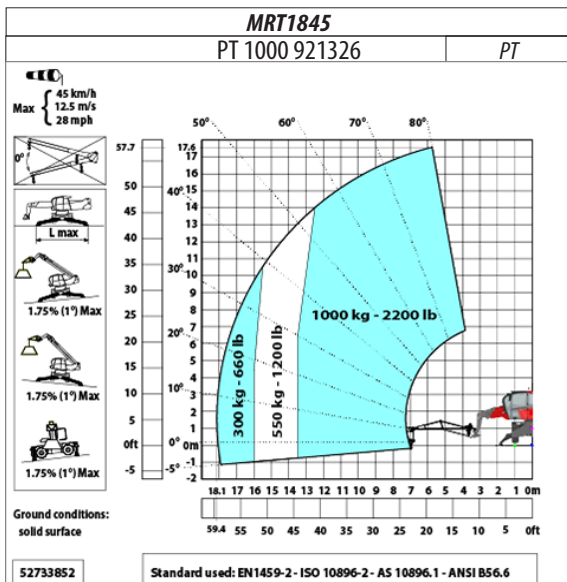 MRT1845
PT 1000 921326 PT
Max { 45 km/h
12.5 m/s
28 mph
0°
L max
1.75% (1°) Max
1.75% (1°) Max
1.75% (1°) Max
Ground conditions:
solid surface
52733852
57.7
50
45
40
35
30
25
20
15
10
5
0ft
-5
17.6
17
16
15
14
13
12
11
10
9
8
7
6
5
4
3
2
1
0m
-1
-2
50° 60° 70° 80°
40°
30°
20°
10°
0°
-5°
1000 kg - 2200 lb
550 kg - 1200 lb
300 kg - 660 lb
18.1 17 16 15 14 13 12 11 10 9 8 7 6 5 4 3 2 1 0m
59.4 55 50 45 40 35 30 25 20 15 10 5 0ft
Standard used: EN1459-2 - ISO 10896-2 - AS 10896.1 - ANSI B56.6